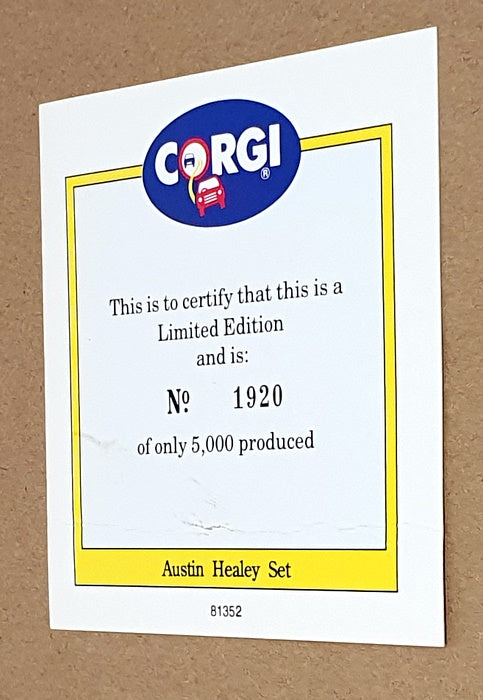 CORGI®
This is to certify that this is a
Limited Edition
and is:
Nº 1920
of only 5,000 produced
Austin Healey Set
81352